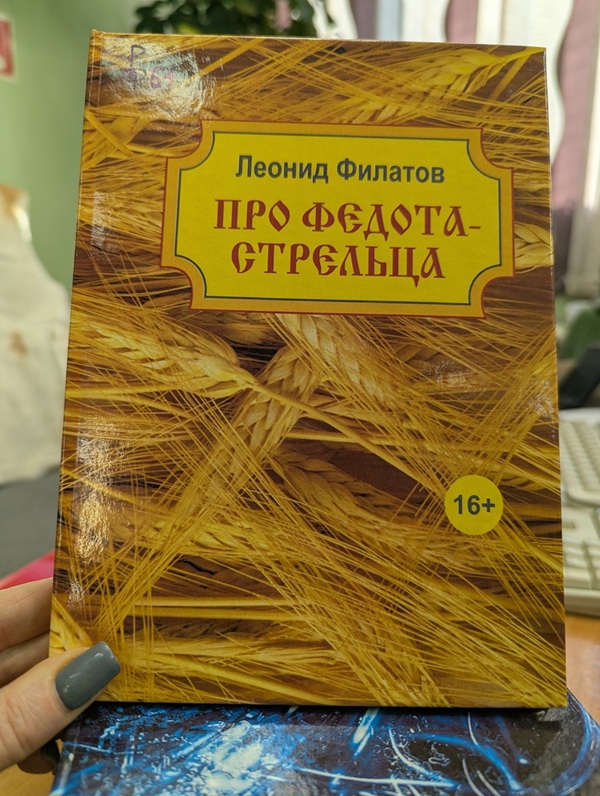 Леонид Филатов
ПРО ФЕДОТА-
СТРЕЛЬЦА
16+